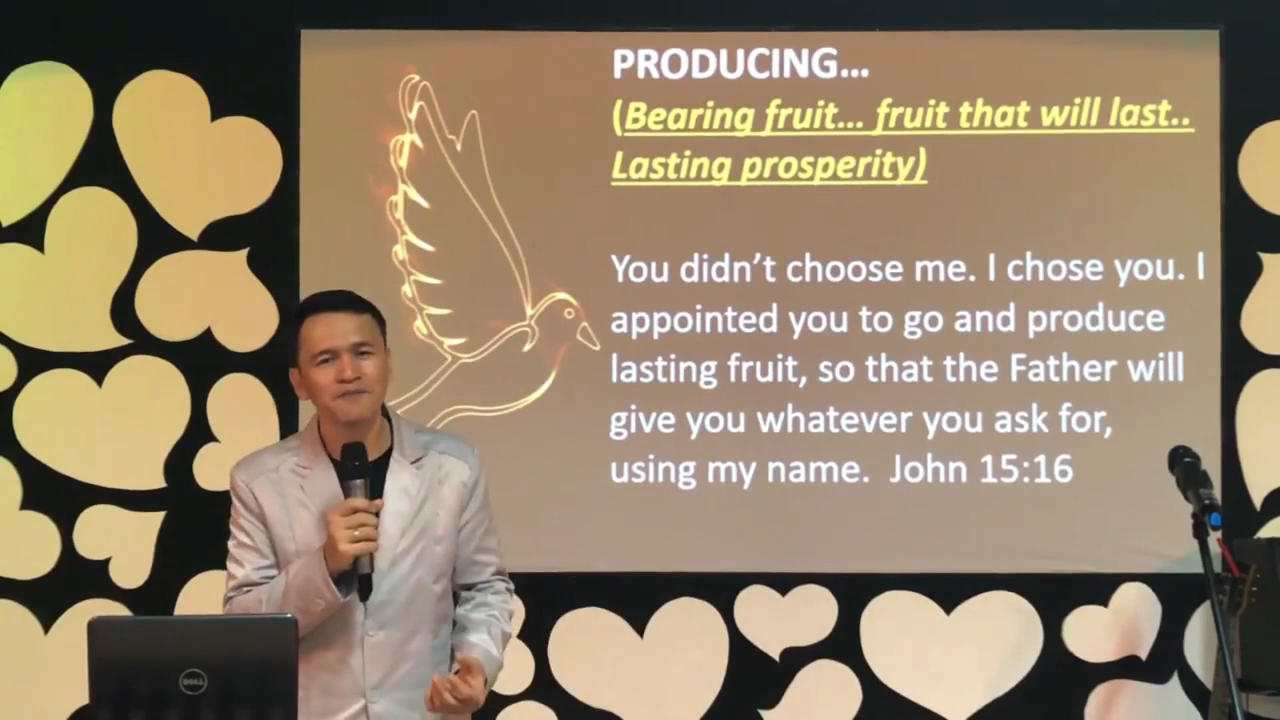 PRODUCING...
(Bearing fruit... fruit that will last..
Lasting prosperity)
You didn't choose me. I chose you. I
appointed you to go and produce
lasting fruit, so that the Father will
give you whatever you ask for,
using my name. John 15:16
DELL